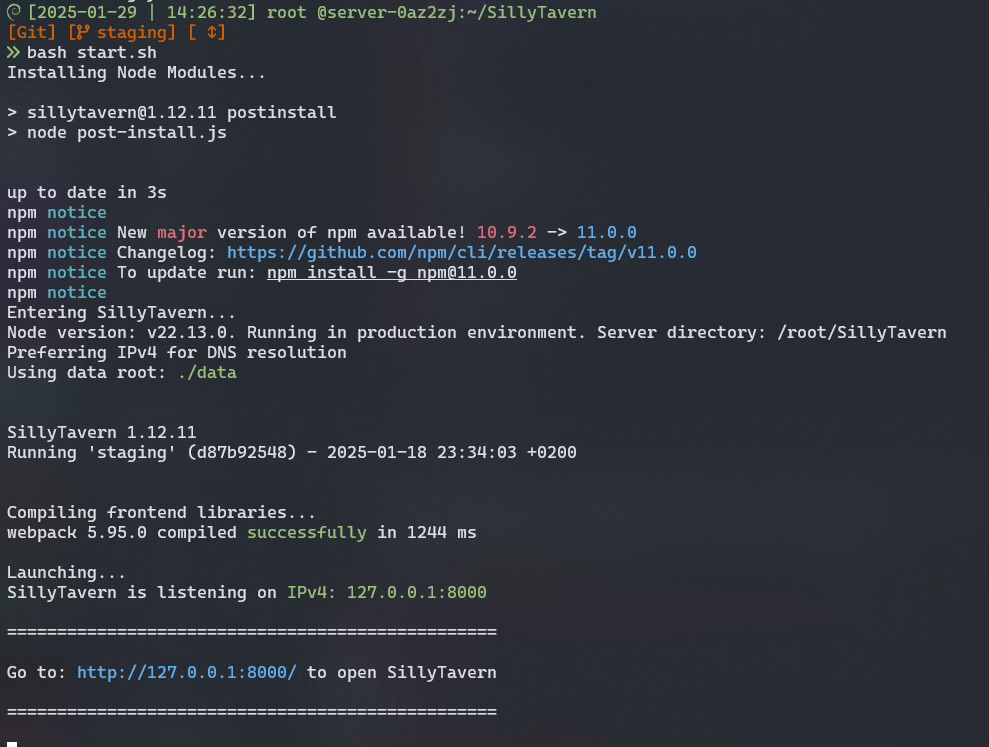 [2025-01-29 | 14:26:32] root @server-0az2zj:~/SillyTavern
[Git] [staging] [ ↕]
» bash start.sh
Installing Node Modules...
> sillytavern@1.12.11 postinstall
> node post-install.js
up to date in 3s
npm notice
npm notice New major version of npm available! 10.9.2 -> 11.0.0
npm notice Changelog: https://github.com/npm/cli/releases/tag/v11.0.0
npm notice To update run: npm install -g npm@11.0.0
npm notice
Entering SillyTavern...
Node version: v22.13.0. Running in production environment. Server directory: /root/SillyTavern
Preferring IPv4 for DNS resolution
Using data root: ./data
SillyTavern 1.12.11
Running 'staging' (d87b92548) - 2025-01-18 23:34:03 +0200
Compiling frontend libraries...
webpack 5.95.0 compiled successfully in 1244 ms
Launching...
SillyTavern is listening on IPv4: 127.0.0.1:8000
=================================================
Go to: http://127.0.0.1:8000/ to open SillyTavern
=================================================